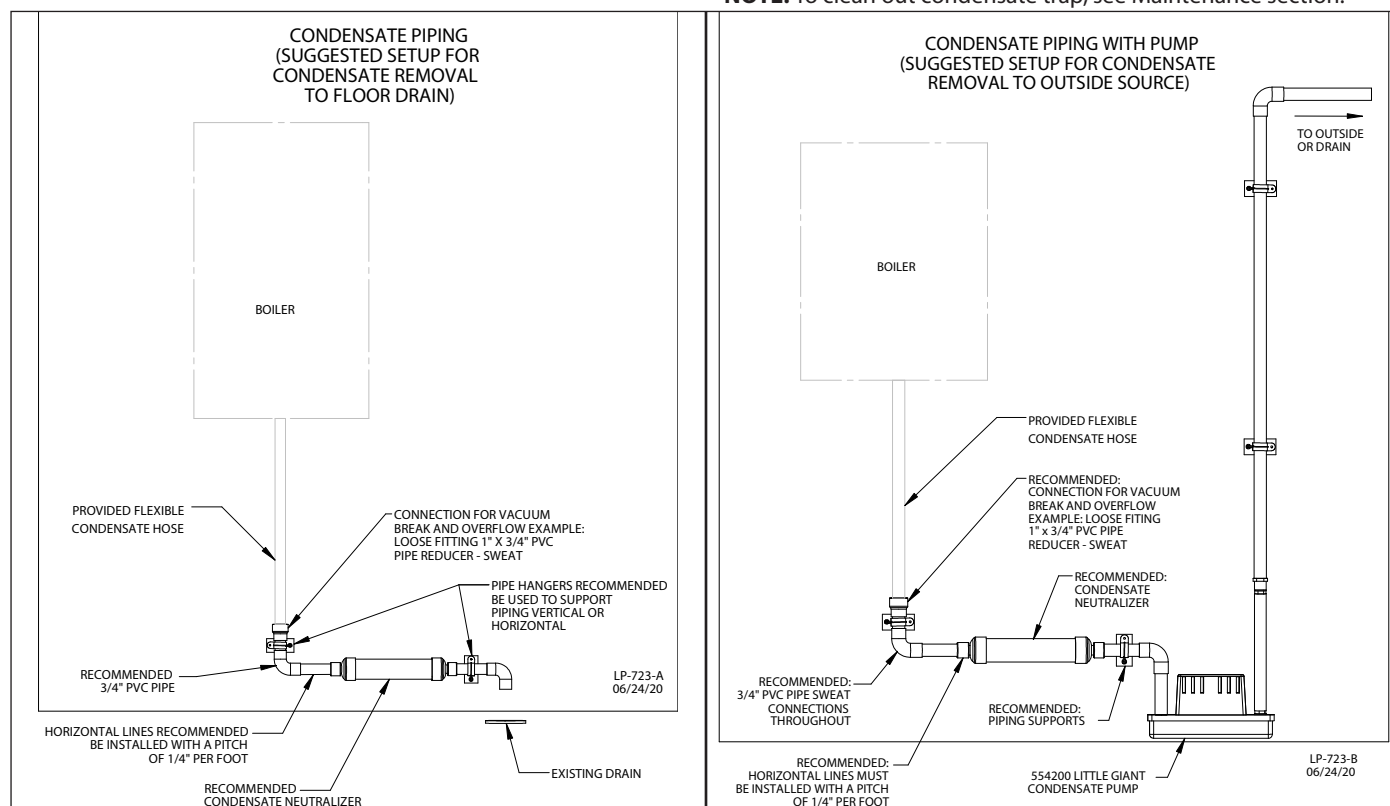 NOTE: To clean out condensate trap, see Maintenance section.
CONDENSATE PIPING
(SUGGESTED SETUP FOR
CONDENSATE REMOVAL
TO FLOOR DRAIN)
BOILER
PROVIDED FLEXIBLE
CONDENSATE HOSE
CONNECTION FOR VACUUM
BREAK AND OVERFLOW EXAMPLE:
LOOSE FITTING 1" X 3/4" PVC
PIPE REDUCER - SWEAT
PIPE HANGERS RECOMMENDED
BE USED TO SUPPORT
PIPING VERTICAL OR
HORIZONTAL
RECOMMENDED
3/4" PVC PIPE
LP-723-A
06/24/20
HORIZONTAL LINES RECOMMENDED
BE INSTALLED WITH A PITCH
OF 1/4" PER FOOT
EXISTING DRAIN
RECOMMENDED
CONDENSATE NEUTRALIZER
CONDENSATE PIPING WITH PUMP
(SUGGESTED SETUP FOR CONDENSATE
REMOVAL TO OUTSIDE SOURCE)
TO OUTSIDE
OR DRAIN
BOILER
PROVIDED FLEXIBLE
CONDENSATE HOSE
RECOMMENDED:
CONNECTION FOR VACUUM
BREAK AND OVERFLOW
EXAMPLE: LOOSE FITING
1" x 3/4" PVC PIPE
REDUCER - SWEAT
RECOMMENDED:
CONDENSATE
NEUTRALIZER
RECOMMENDED:
3/4" PVC PIPE SWEAT
CONNECTIONS
THROUGHOUT
RECOMMENDED:
PIPING SUPPORTS
RECOMMENDED:
HORIZONTAL LINES MUST
BE INSTALLED WITH A PITCH
OF 1/4" PER FOOT
554200 LITTLE GIANT
CONDENSATE PUMP
LP-723-B
06/24/20